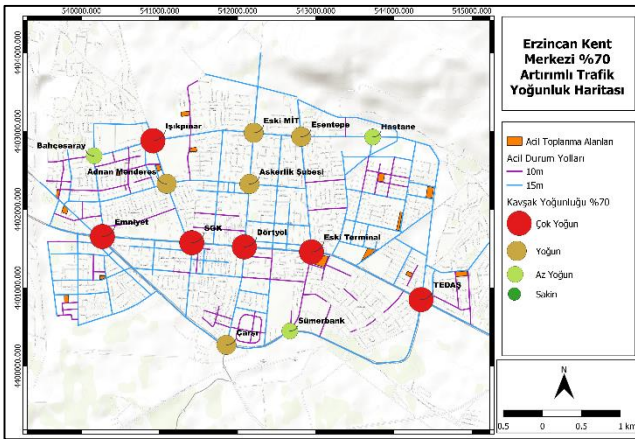 540000.000 541000.000 542000.000 543000.000 544000.000 545000.000
4404000.000
4403000.000
4402000.000
4401000.000
4400000.000
Eski MİT
Esentepe
Hastane
Işıkpınar
Bahçesaray
Adnan Menderes
Askerlik Şubesi
Emniyet
SGK
Dörtyol
Eski Terminal
TEDAŞ
Çarşı
Sümerbank
Erzincan Kent
Merkezi %70
Artırımlı Trafik
Yoğunluk Haritası
Acil Toplanma Alanları
Acil Durum Yolları
10m
15m
Kavşak Yoğunluğu %70
Çok Yoğun
Yoğun
Az Yoğun
Sakin
N
0.5 0 0.5 1 km